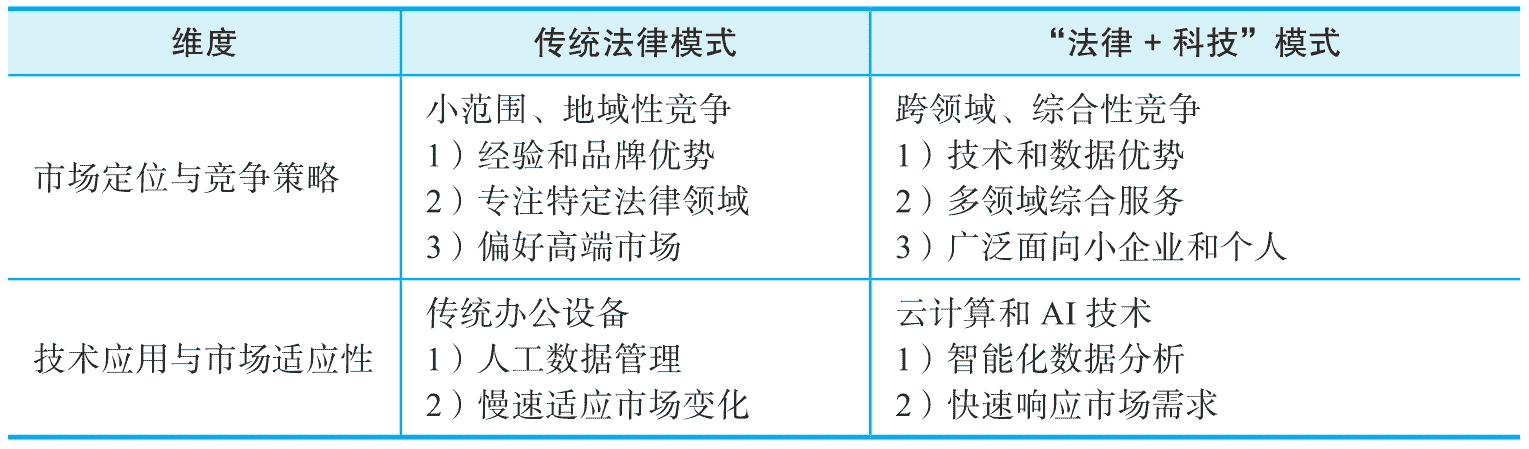 维度
传统法律模式
“法律 + 科技”模式
市场定位与竞争策略
小范围、地域性竞争
1）经验和品牌优势
2）专注特定法律领域
3）偏好高端市场
跨领域、综合性竞争
1）技术和数据优势
2）多领域综合服务
3）广泛面向小企业和个人
技术应用与市场适应性
传统办公设备
1）人工数据管理
2）慢速适应市场变化
云计算和 AI 技术
1）智能化数据分析
2）快速响应市场需求